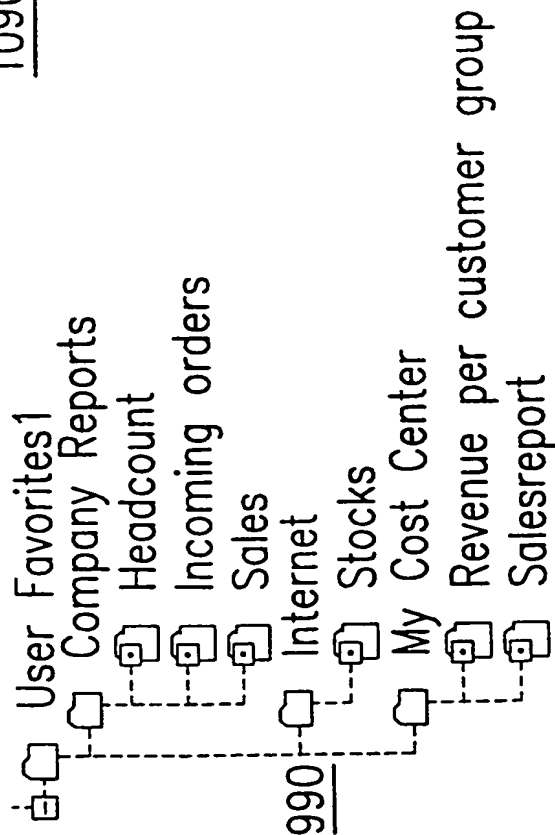 User Favorites1
Company Reports
Headcount
Incoming orders
Sales
Internet
Stocks
My Cost Center
Revenue per customer group
Salesreport
990